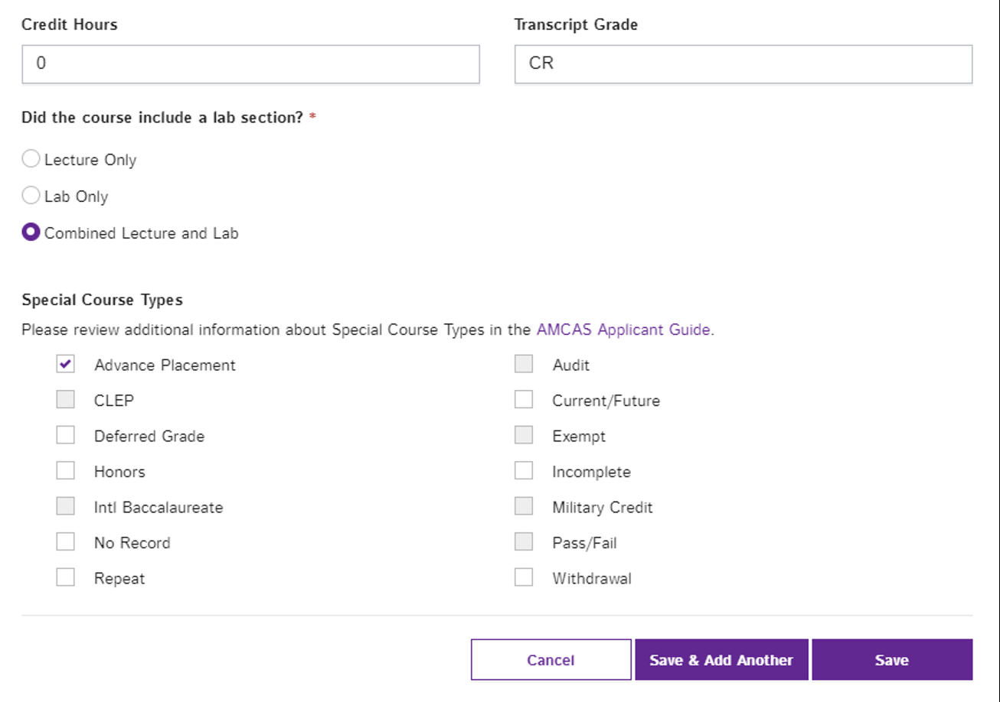 Credit Hours
Transcript Grade
0
CR
Did the course include a lab section? *
Lecture Only
Lab Only
Combined Lecture and Lab
Special Course Types
Please review additional information about Special Course Types in the AMCAS Applicant Guide.
Advance Placement
Audit
CLEP
Current/Future
Deferred Grade
Exempt
Honors
Incomplete
Intl Baccalaureate
Military Credit
No Record
Pass/Fail
Repeat
Withdrawal
Cancel
Save & Add Another
Save